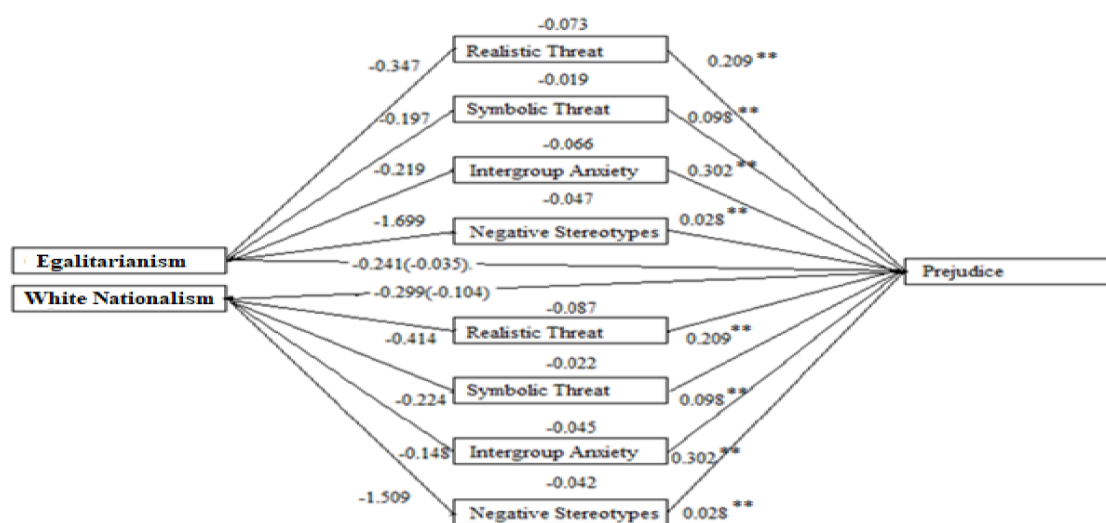 -0.073
Realistic Threat
-0.347
0.209 **
-0.019
Symbolic Threat
-0.197
0.098 **
-0.066
Intergroup Anxiety
-0.219
0.302 **
-0.047
Negative Stereotypes
-1.699
0.028 **
Egalitarianism
-0.241(-0.035).
Prejudice
White Nationalism
-0.299(-0.104)
-0.087
Realistic Threat
-0.414
0.209 **
-0.022
Symbolic Threat
-0.224
0.098 **
-0.045
Intergroup Anxiety
-0.148
0.302 **
-0.042
Negative Stereotypes
-1.509
0.028 **